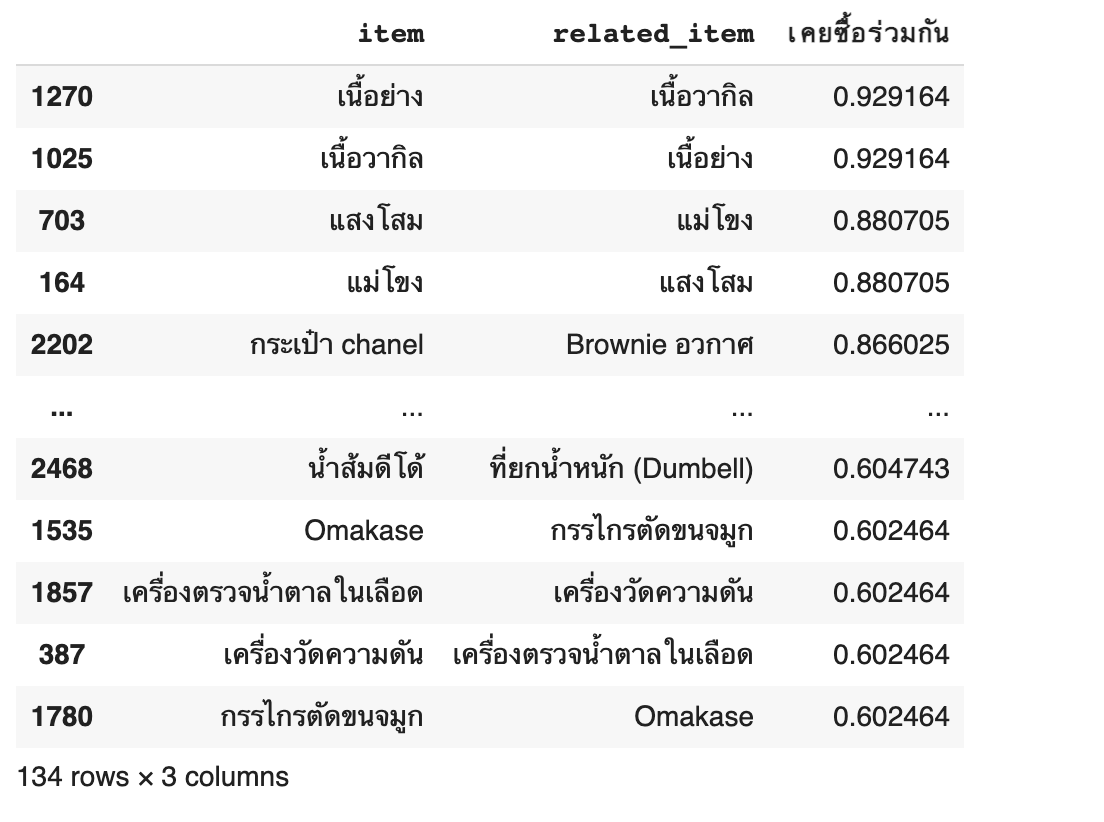 item related_item เคยซื้อร่วมกัน
1270 เนื้อย่าง เนื้อวากิล 0.929164
1025 เนื้อวากิล เนื้อย่าง 0.929164
703 แสงโสม แม่โขง 0.880705
164 แม่โขง แสงโสม 0.880705
2202 กระเป๋า chanel Brownie อวกาศ 0.866025
... ... ... ...
2468 น้ำส้มดีโด้ ที่ยกน้ำหนัก (Dumbell) 0.604743
1535 Omakase กรรไกรตัดขนจมูก 0.602464
1857 เครื่องตรวจน้ำตาลในเลือด เครื่องวัดความดัน 0.602464
387 เครื่องวัดความดัน เครื่องตรวจน้ำตาลในเลือด 0.602464
1780 กรรไกรตัดขนจมูก Omakase 0.602464
134 rows × 3 columns